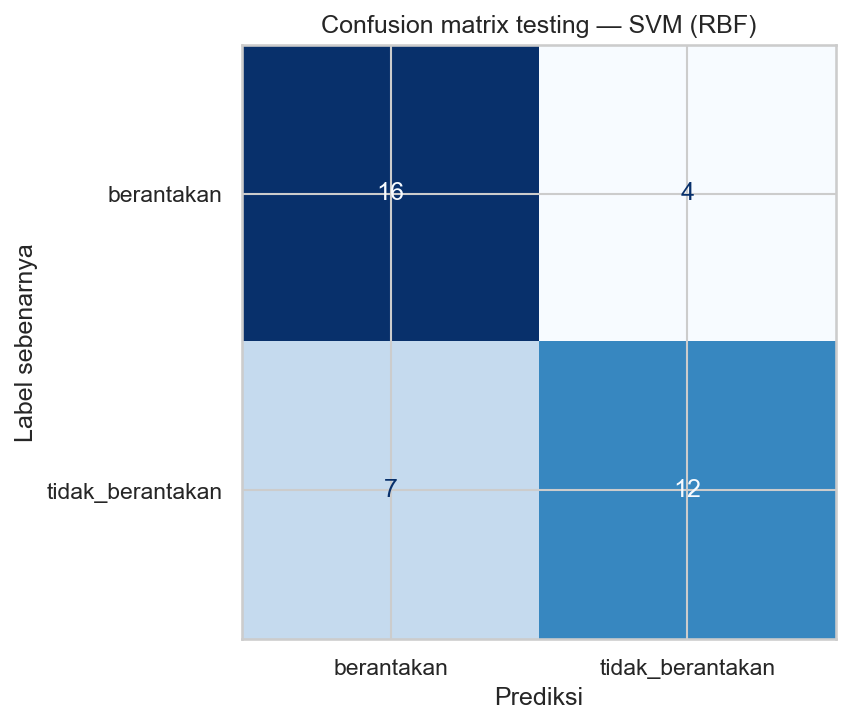 Confusion matrix testing — SVM (RBF)
Label sebenarnya
berantakan
16
4
tidak_berantakan
7
12
berantakan
tidak_berantakan
Prediksi